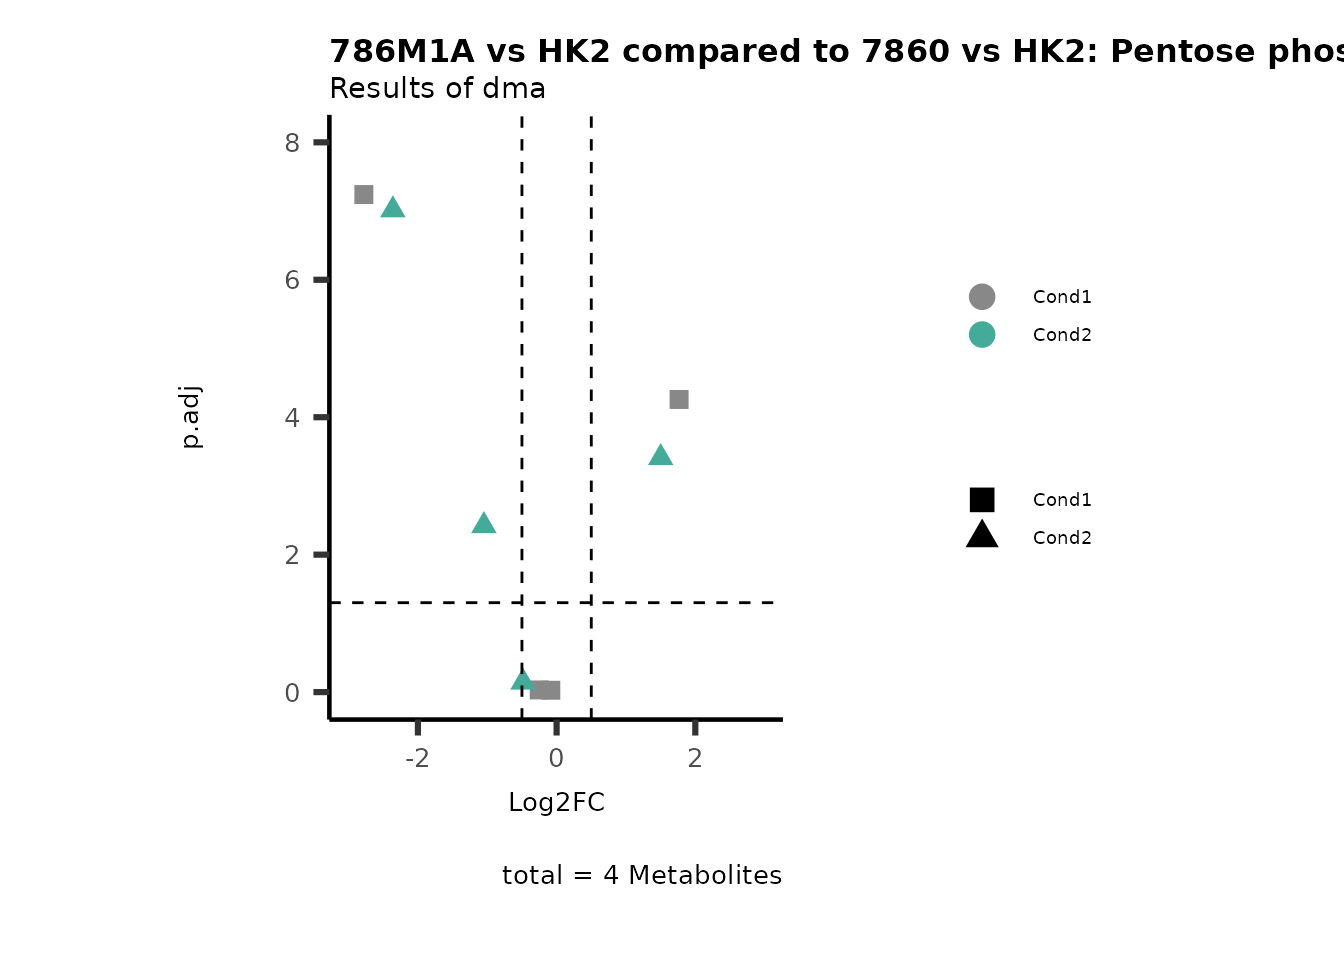 786M1A vs HK2 compared to 7860 vs HK2: Pentose phos
Results of dma
8
6
4
2
0
p.adj
-2 0 2
Log2FC
total = 4 Metabolites
Cond1
Cond2
Cond1
Cond2